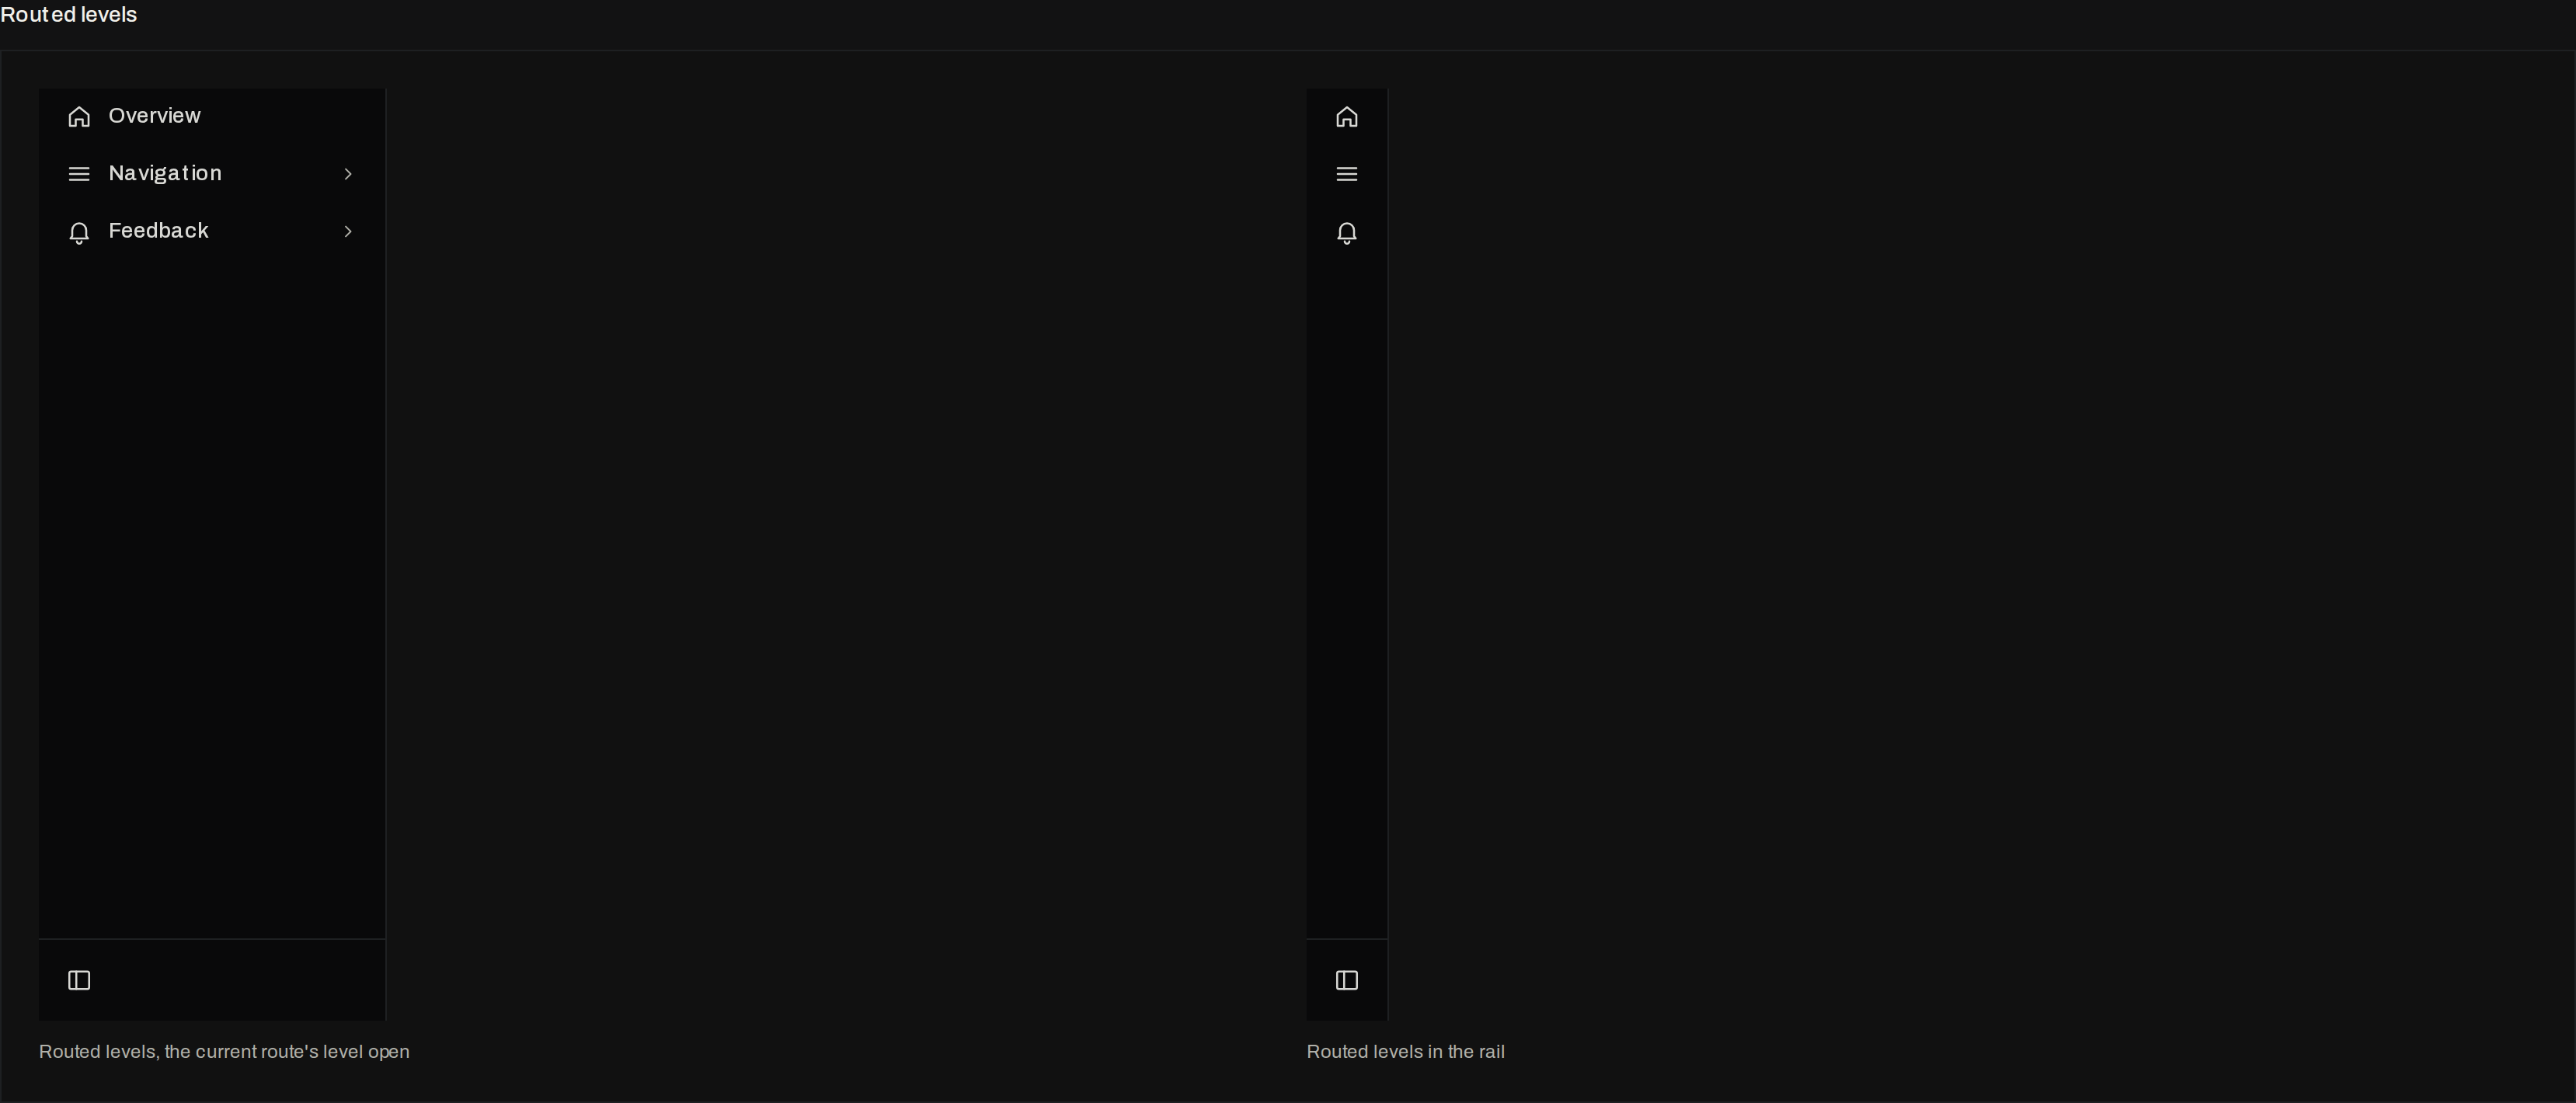 Routed levels
Overview
Navigation
Feedback
Routed levels, the current route's level open
Routed levels in the rail